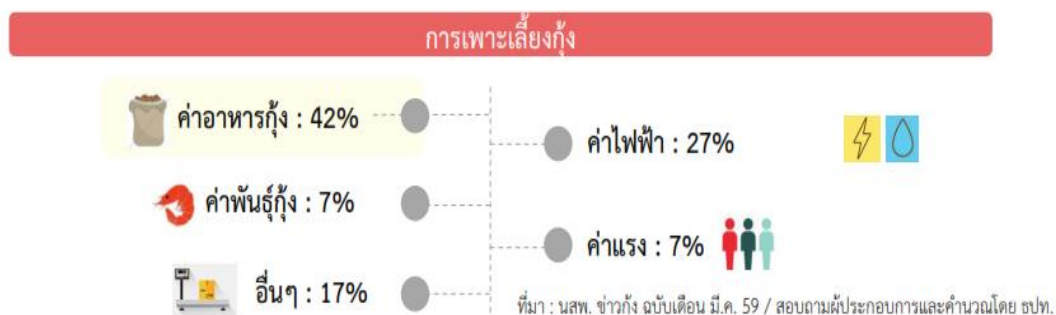 การเพาะเลี้ยงกุ้ง
ค่าอาหารกุ้ง : 42%
ค่าไฟฟ้า : 27%
ค่าพันธุ์กุ้ง : 7%
ค่าแรง : 7%
อื่นๆ : 17%
ที่มา : นสพ. ข่าวกุ้ง ฉบับเดือน มี.ค. 59 / สอบถามผู้ประกอบการและคำนวณโดย ธปท.